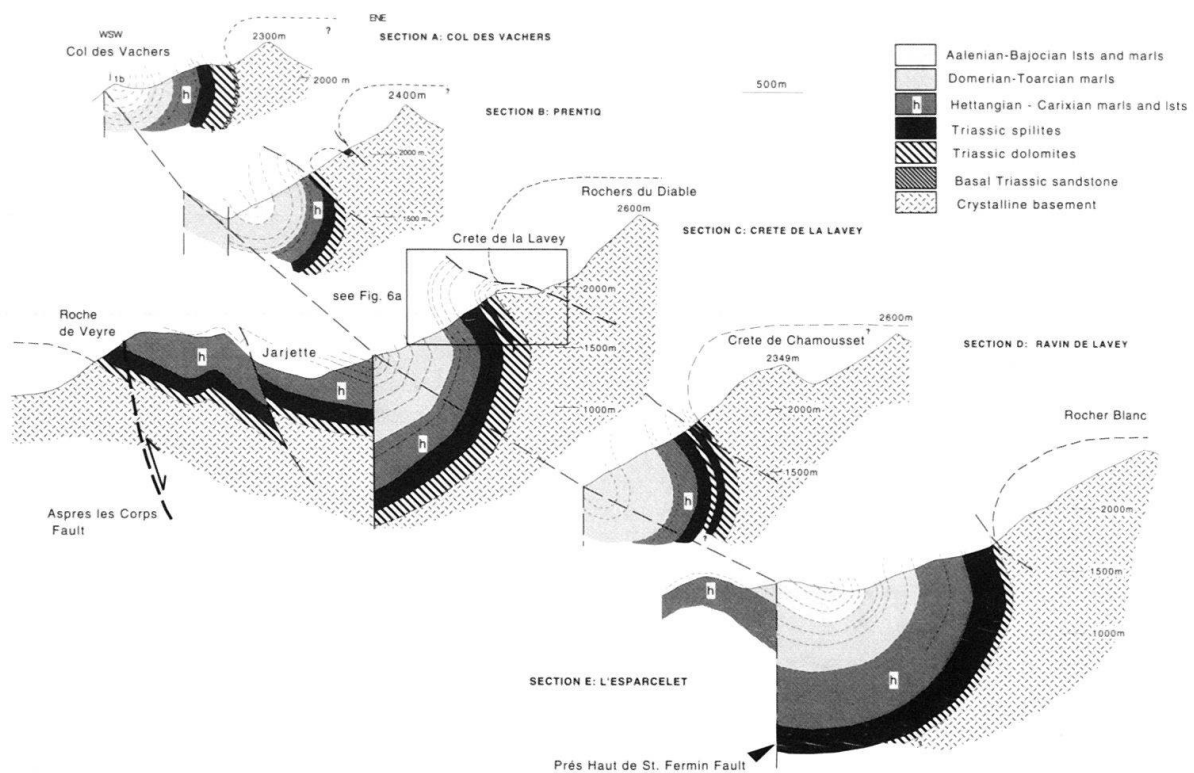 WSW
Col des Vachers
2300m
?
ENE
SECTION A: COL DES VACHERS
J1b
h
2000 m
2400m
?
SECTION B: PRENTIQ
500m
2000 m
h
1500 m
Aalenian-Bajocian lsts and marls
Domerian-Toarcian marls
h
Hettangian - Carixian marls and lsts
Triassic spilites
Triassic dolomites
Basal Triassic sandstone
Crystalline basement
Rochers du Diable
2600m
SECTION C: CRETE DE LA LAVEY
Crete de la Lavey
see Fig. 6a
2000m
1500m
1000m
Roche
de Veyre
h
Jarjette
h
h
Aspres les Corps
Fault
2600m
?
Crete de Chamousset
2349m
SECTION D: RAVIN DE LAVEY
2000m
1500m
h
?
Rocher Blanc
2000m
1500m
1000m
h
h
SECTION E: L'ESPARCELET
Prés Haut de St. Fermin Fault